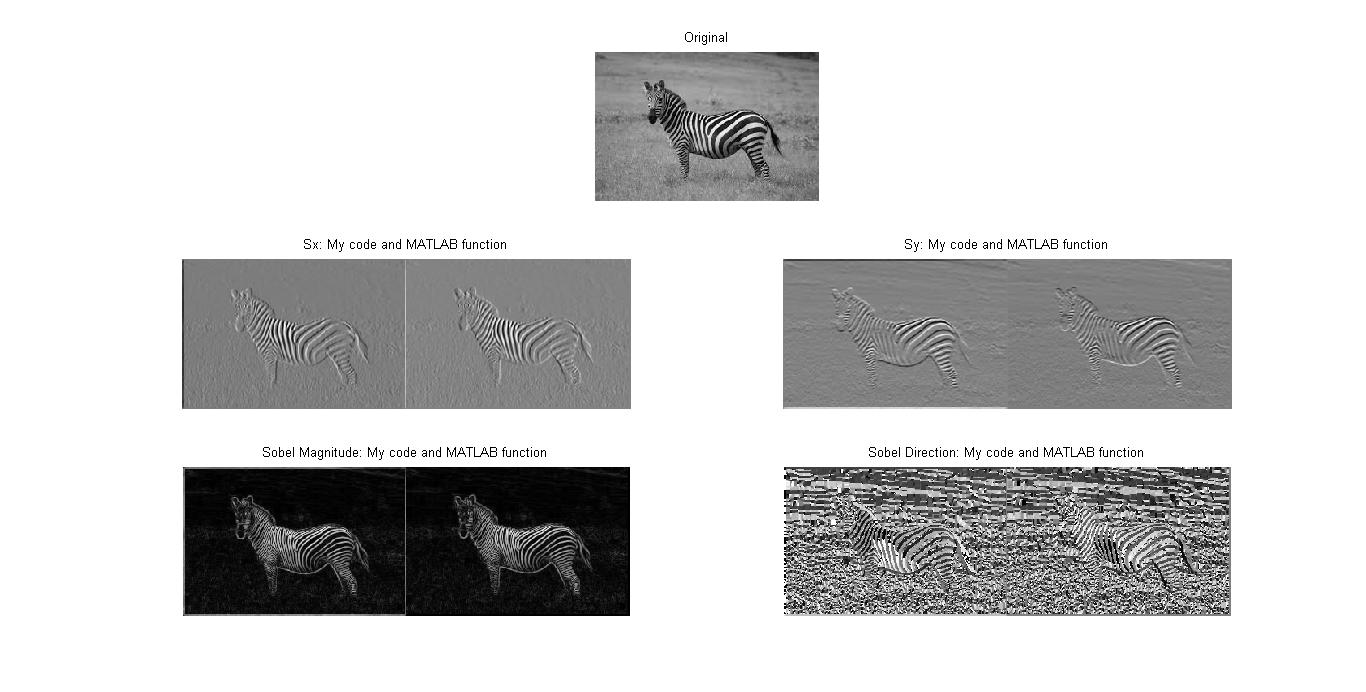 Original
Sx: My code and MATLAB function
Sy: My code and MATLAB function
Sobel Magnitude: My code and MATLAB function
Sobel Direction: My code and MATLAB function